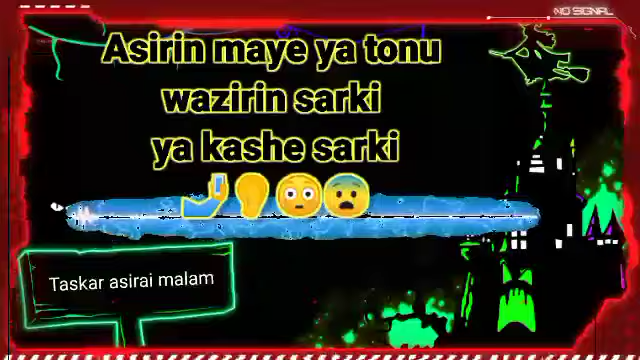 NO SIGNAL
Asirin maye ya tonu
wazirin sarki
ya kashe sarki
🤳👂😳😨
Taskar asirai malam